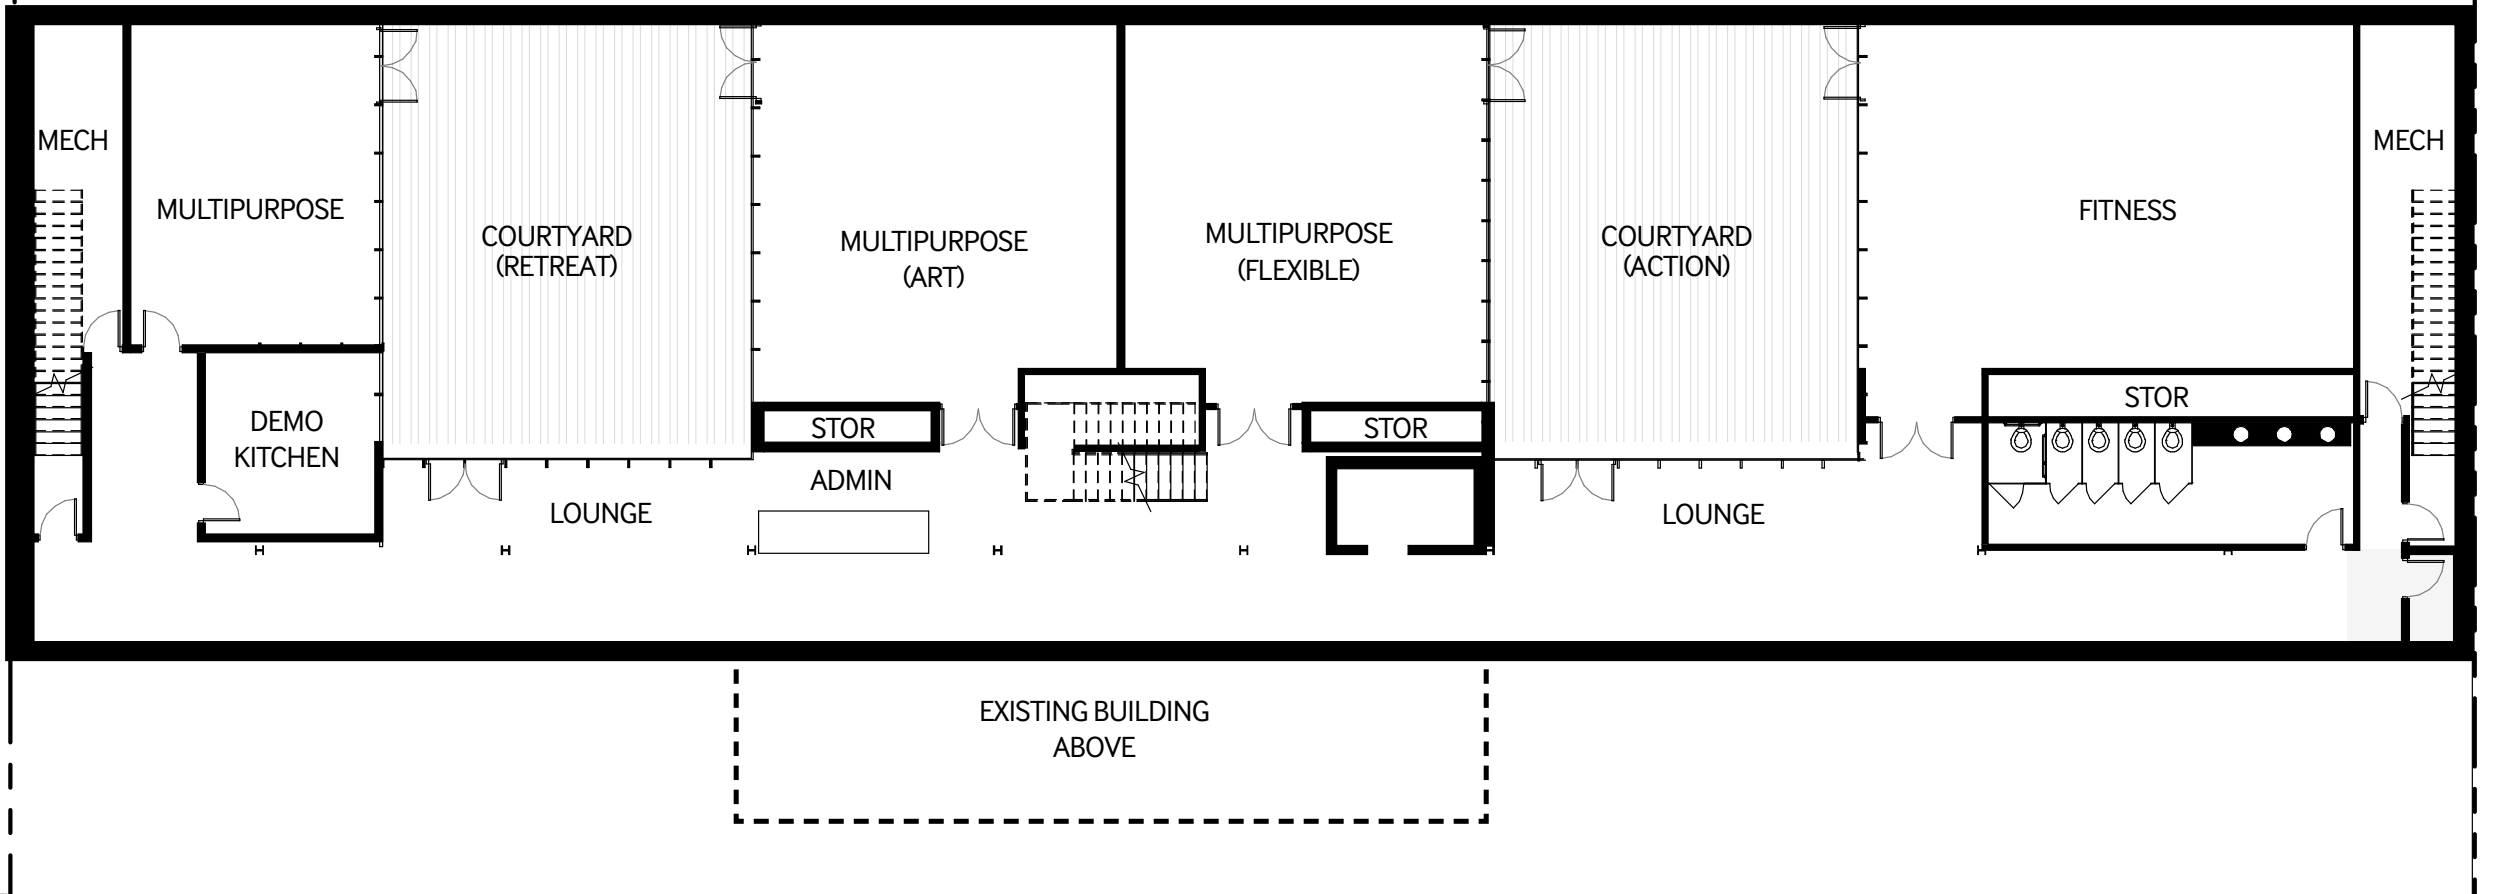 MECH
MULTIPURPOSE
COURTYARD
(RETREAT)
MULTIPURPOSE
(ART)
MULTIPURPOSE
(FLEXIBLE)
COURTYARD
(ACTION)
FITNESS
MECH
DEMO
KITCHEN
LOUNGE
STOR
ADMIN
STOR
LOUNGE
STOR
EXISTING BUILDING
ABOVE